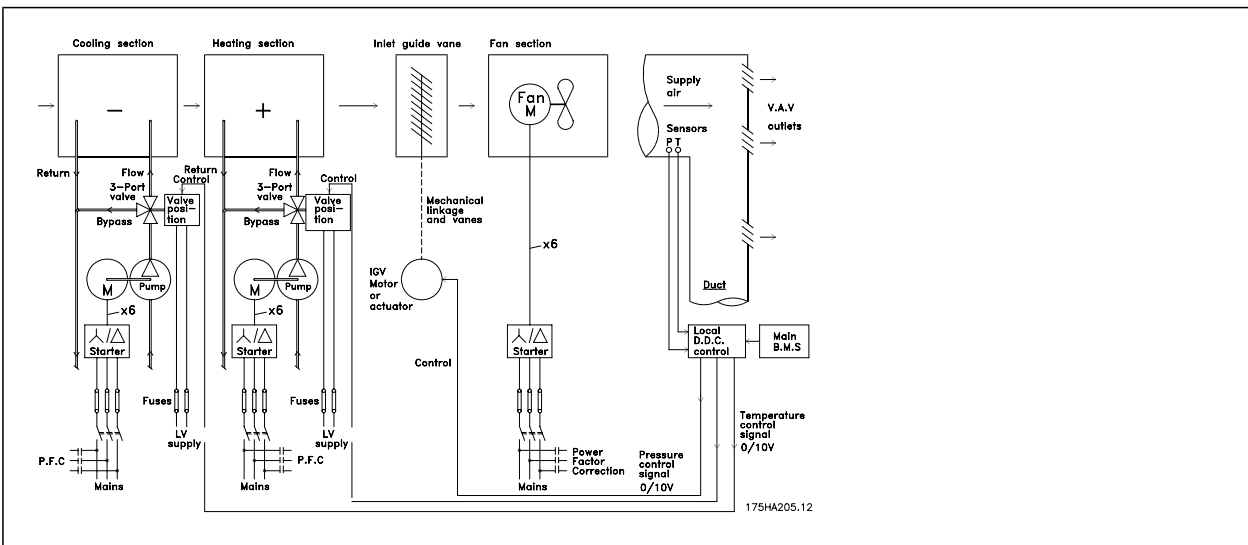 Cooling section
Heating section
Inlet guide vane
Fan section
−
+
Fan
M
Supply
air
Sensors
P T
V.A.V
outlets
Return
Flow
3-Port
valve
Bypass
Return
Control
Valve
posi-
tion
Flow
3-Port
valve
Bypass
Control
Valve
posi-
tion
Mechanical
linkage
and vanes
x6
M
Pump
M
Pump
IGV
Motor
or
actuator
Duct
x6
x6
Starter
Starter
Starter
Local
D.D.C.
control
Main
B.M.S
Control
Fuses
Fuses
LV
supply
LV
supply
P.F.C
P.F.C
Mains
Mains
Mains
Power
Factor
Correction
Pressure
control
signal
0/10V
Temperature
control
signal
0/10V
175HA205.12